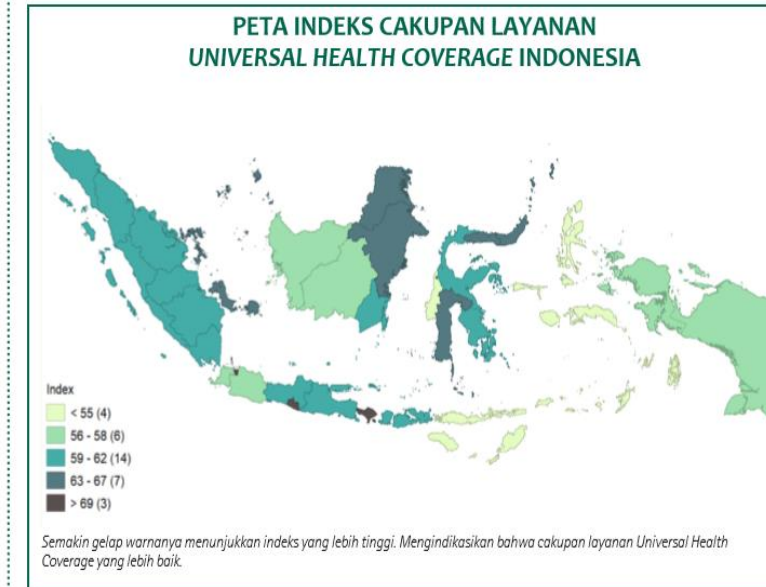 PETA INDEKS CAKUPAN LAYANAN
UNIVERSAL HEALTH COVERAGE INDONESIA
Index
< 55 (4)
56 - 58 (6)
59 - 62 (14)
63 - 67 (7)
> 69 (3)
Semakin gelap warnanya menunjukkan indeks yang lebih tinggi. Mengindikasikan bahwa cakupan layanan Universal Health
Coverage yang lebih baik.